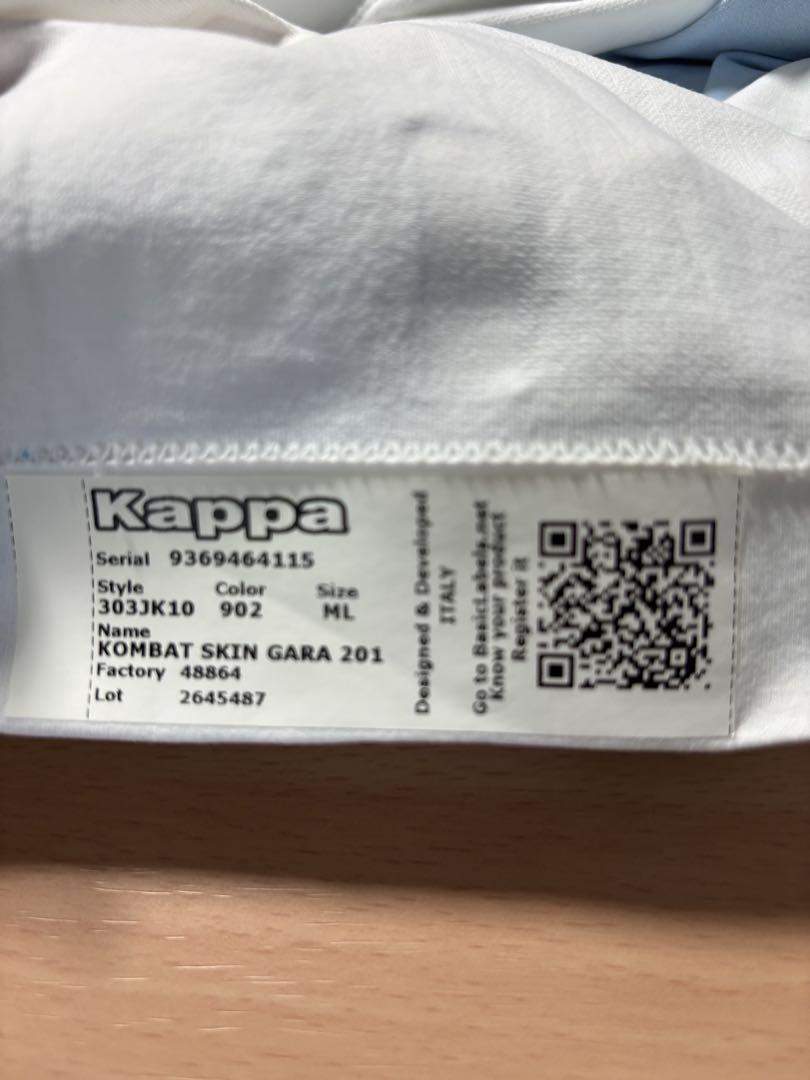 Kappa
Serial 9369464115
Style Color Size
303JK10 902 ML
Name
KOMBAT SKIN GARA 201
Factory 48864
Lot 2645487
Designed & Developed
ITALY
Go to BasicLabels.net
Know your product
Register it